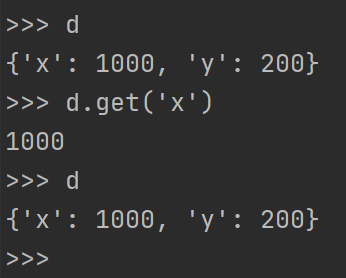 >>> d
{'x': 1000, 'y': 200}
>>> d.get('x')
1000
>>> d
{'x': 1000, 'y': 200}
>>>